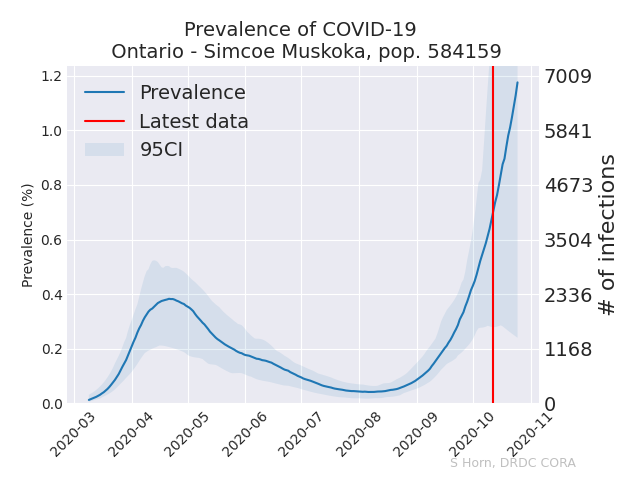 Prevalence of COVID-19
Ontario - Simcoe Muskoka, pop. 584159
Prevalence
Latest data
95CI
Prevalence (%)
1.2
1.0
0.8
0.6
0.4
0.2
0.0
7009
5841
4673
3504
2336
1168
0
# of infections
2020-03
2020-04
2020-05
2020-06
2020-07
2020-08
2020-09
2020-10
2020-11
S Horn, DRDC CORA